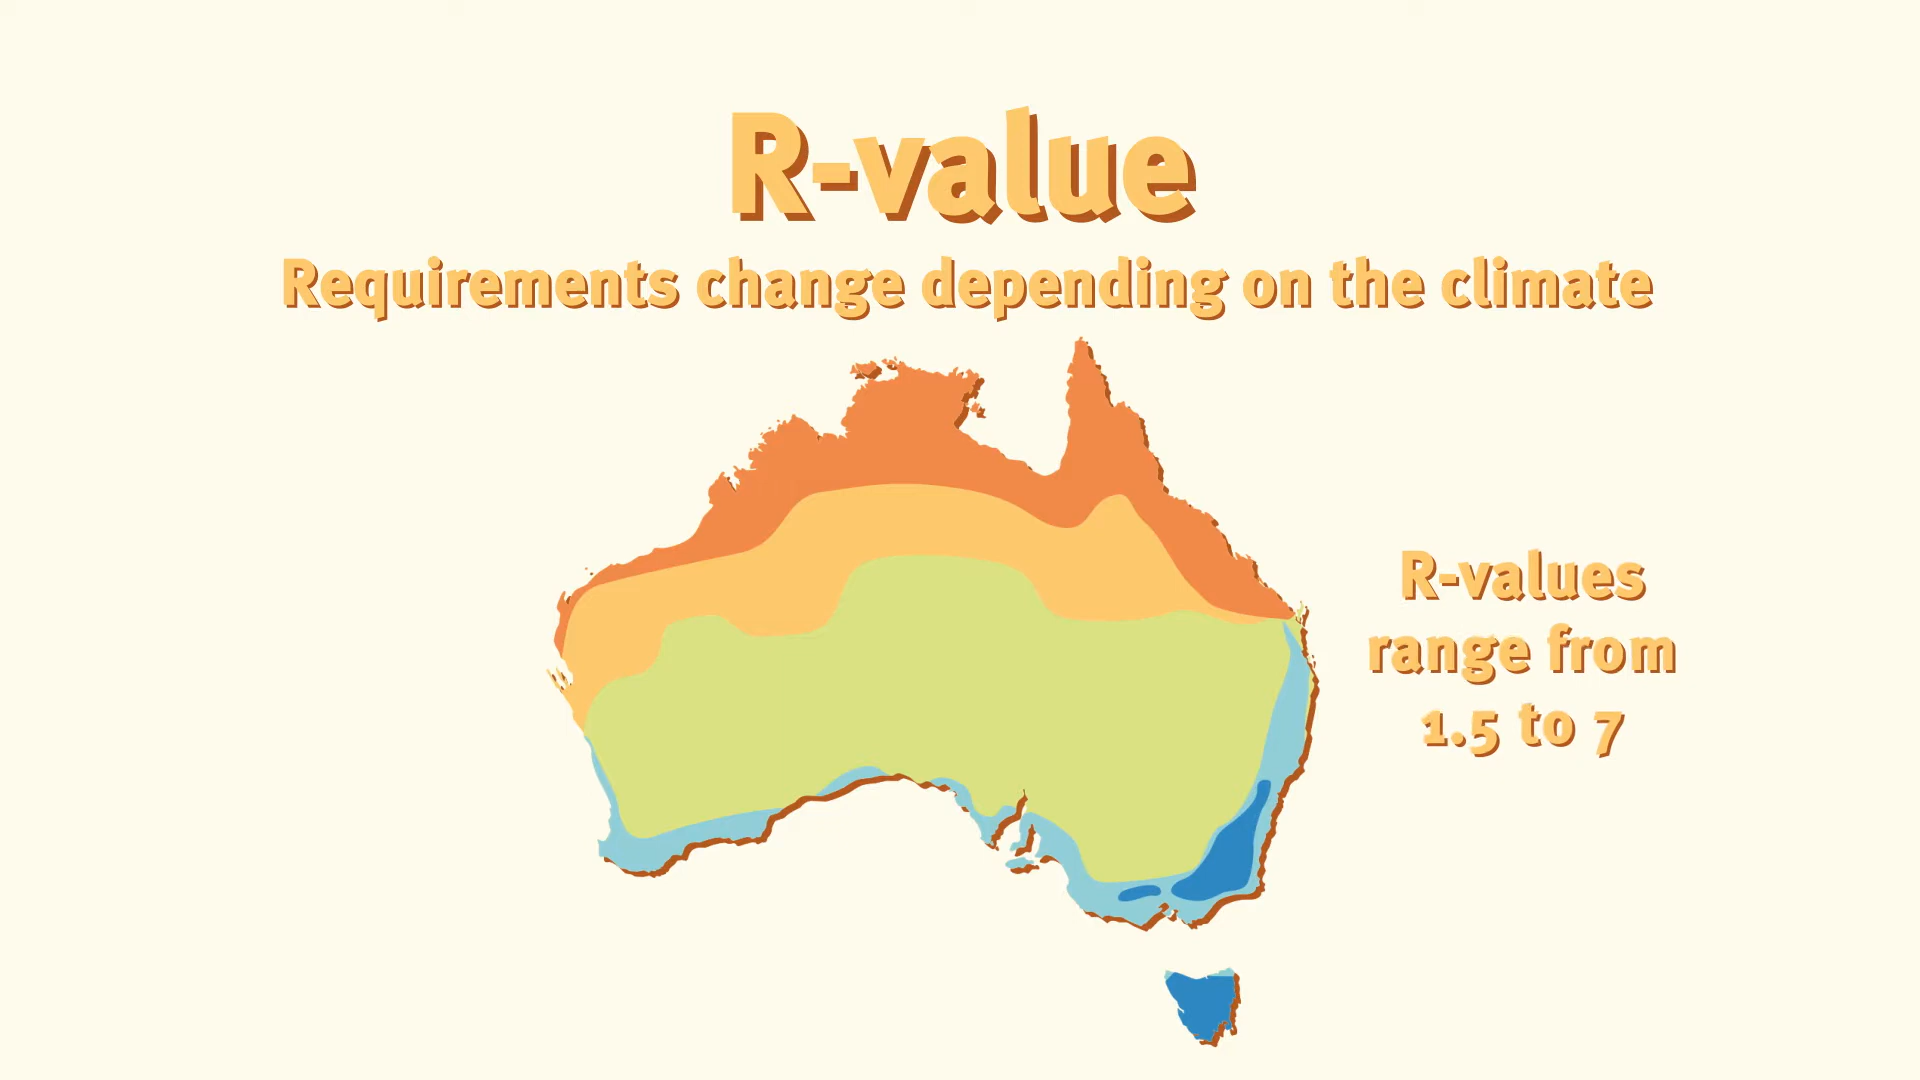 R-value
Requirements change depending on the climate
R-values
range from
1.5 to 7